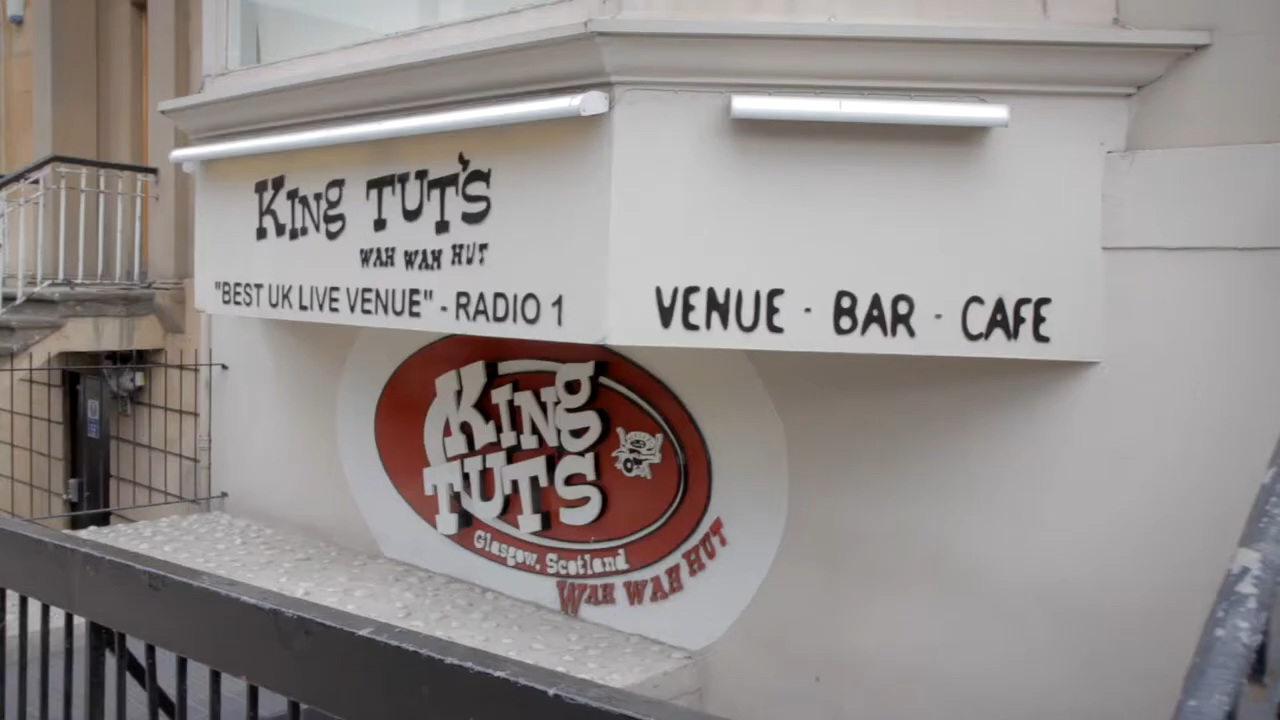 KING TUT'S
WAH WAH HUT
"BEST UK LIVE VENUE" - RADIO 1
VENUE · BAR · CAFE
KING
TUTS
Glasgow, Scotland
WAH WAH HUT